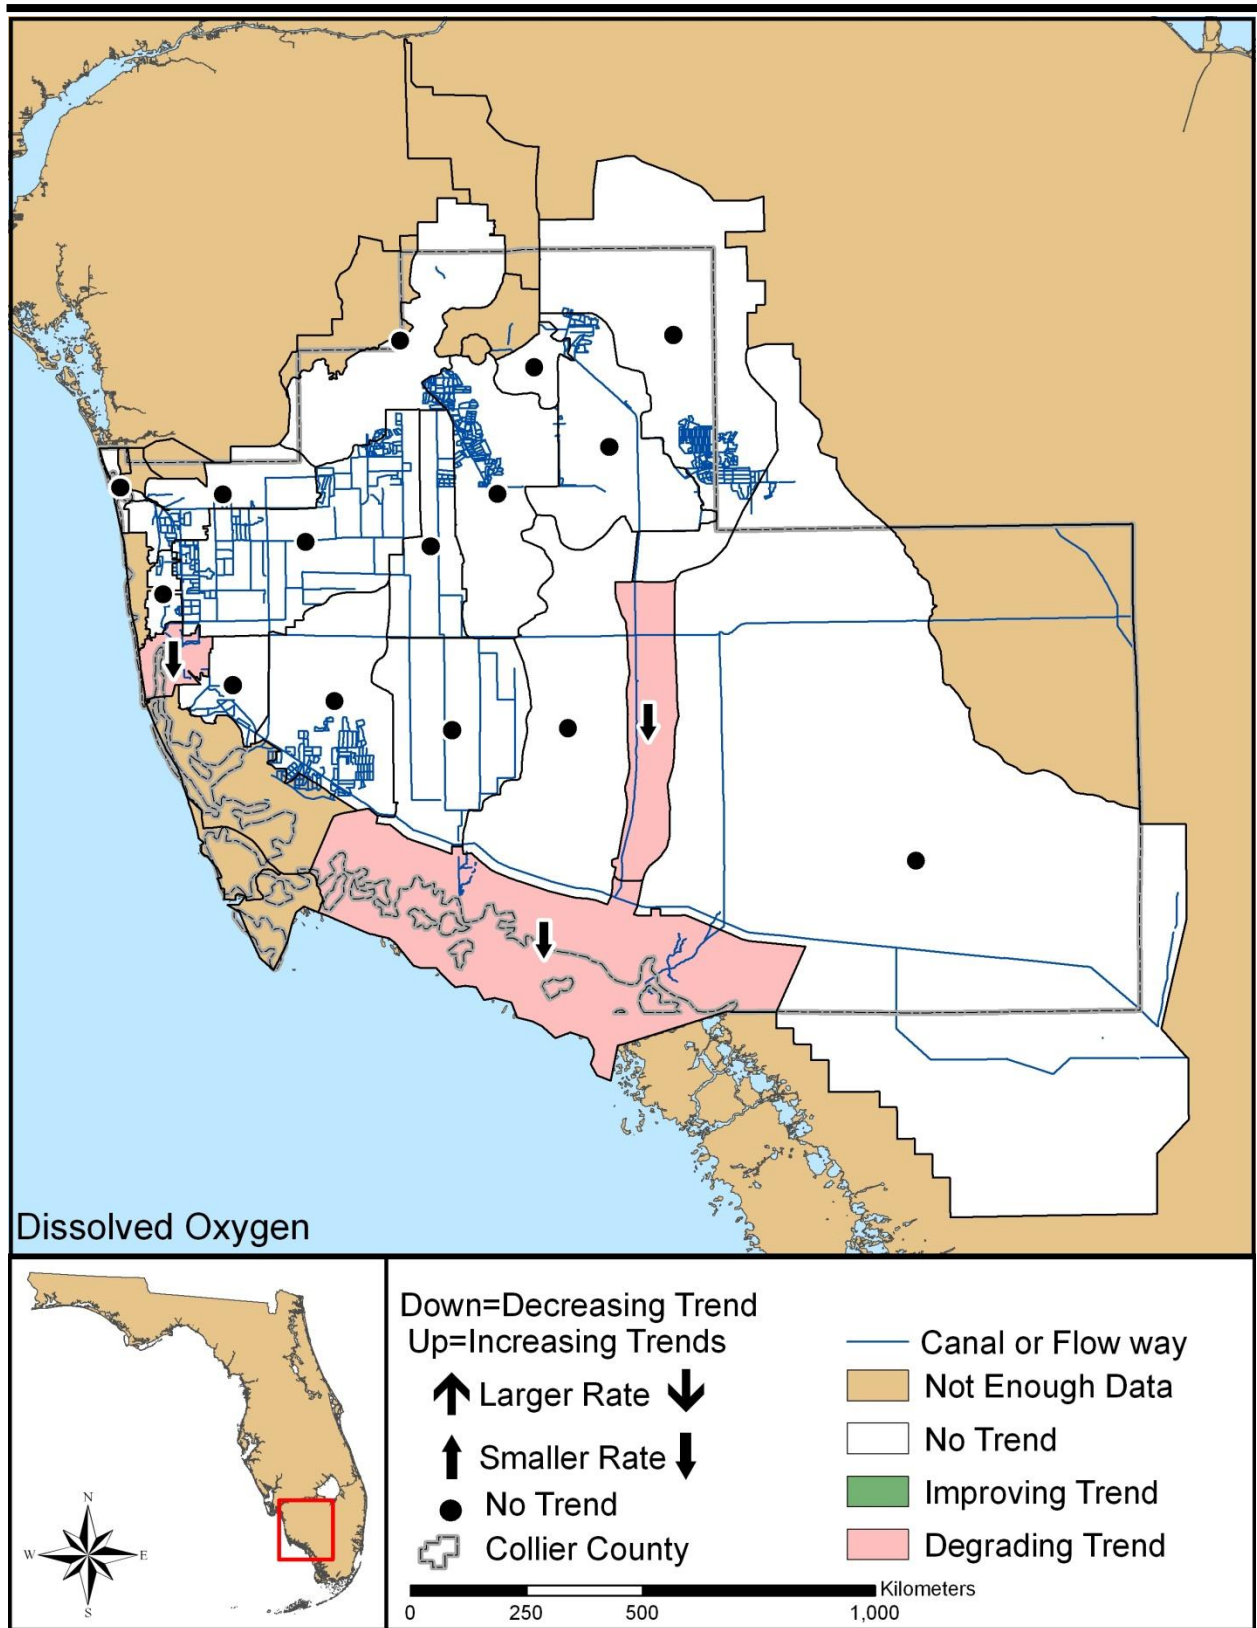 Dissolved Oxygen
N
W
E
S
Down=Decreasing Trend
Up=Increasing Trends
Larger Rate
Smaller Rate
No Trend
Collier County
Canal or Flow way
Not Enough Data
No Trend
Improving Trend
Degrading Trend
Kilometers
0 250 500 1,000